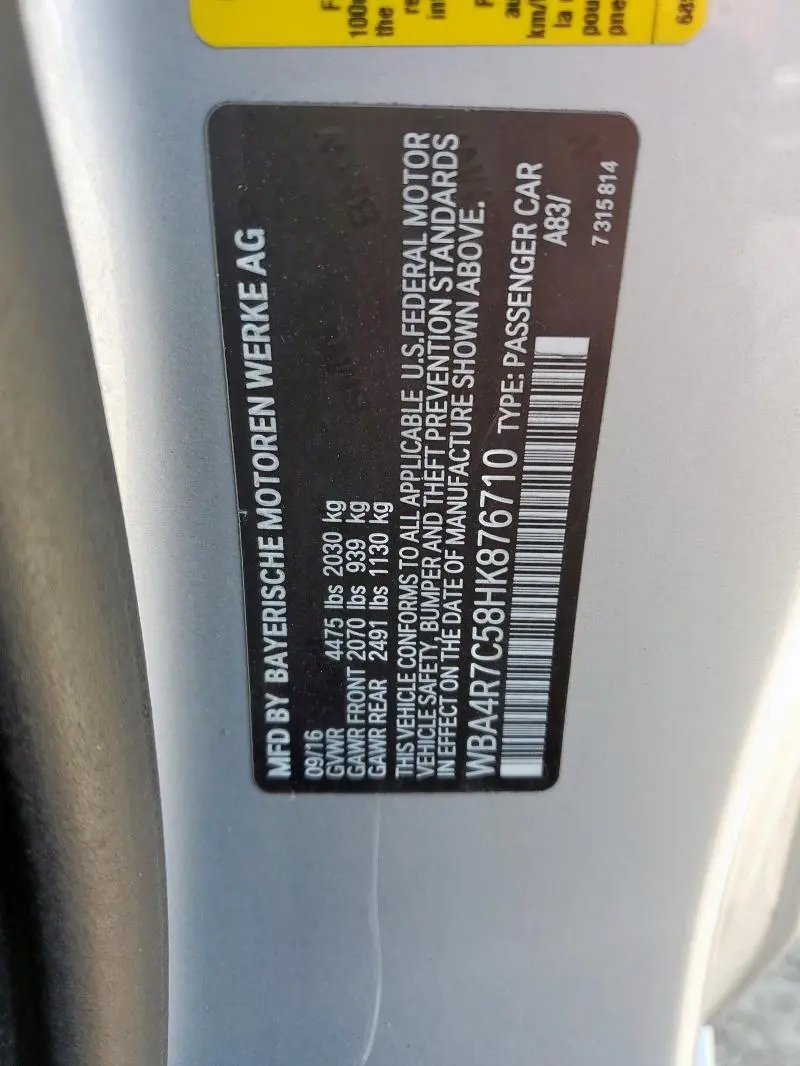 MFD BY BAYERISCHE MOTOREN WERKE AG
09/16
GVWR 4475 lbs 2030 kg
GAWR FRONT 2070 lbs 939 kg
GAWR REAR 2491 lbs 1130 kg
THIS VEHICLE CONFORMS TO ALL APPLICABLE U.S.FEDERAL MOTOR
VEHICLE SAFETY, BUMPER AND THEFT PREVENTION STANDARDS
IN EFFECT ON THE DATE OF MANUFACTURE SHOWN ABOVE.
WBA4R7C58HK876710 TYPE: PASSENGER CAR
A83/
7 315 814